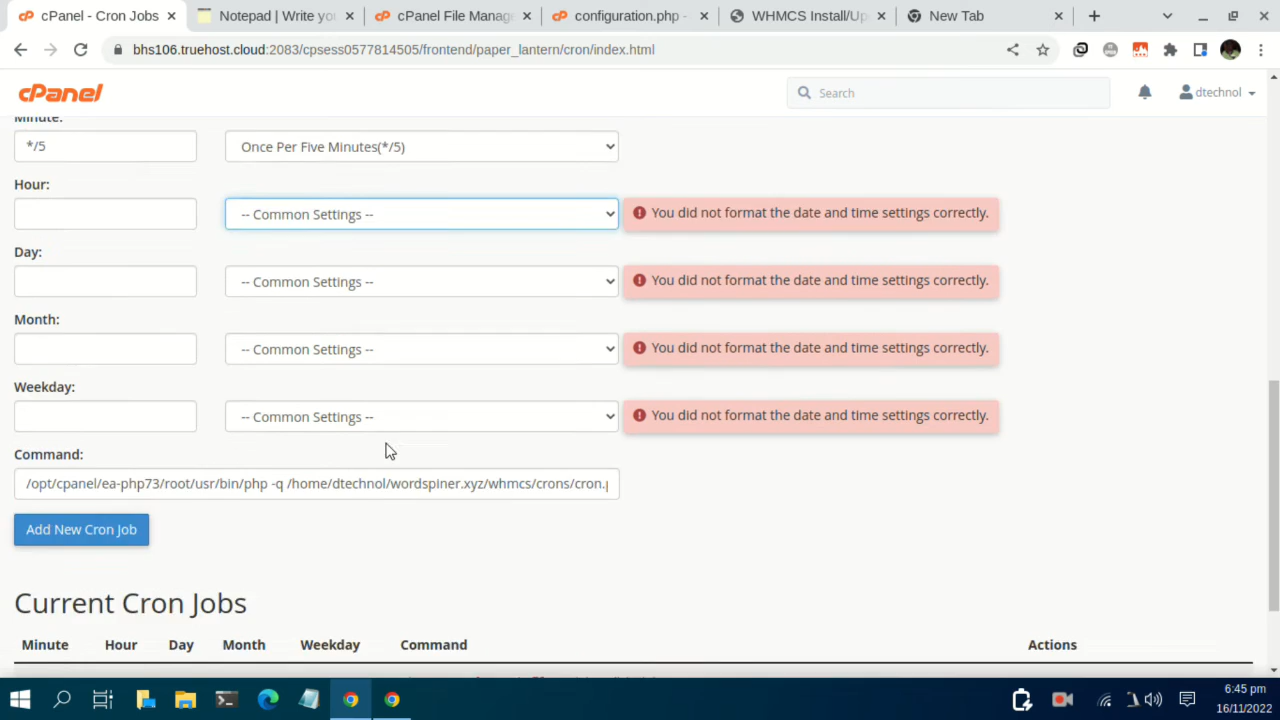 cPanel - Cron Jobs
Notepad | Write yo
cPanel File Manage
configuration.php -
WHMCS Install/Up
New Tab
bhs106.truehost.cloud:2083/cpsess0577814505/frontend/paper_lantern/cron/index.html
cPanel
Search
dtechnol
Minute:
*/5
Once Per Five Minutes(*/5)
Hour:
-- Common Settings --
You did not format the date and time settings correctly.
Day:
-- Common Settings --
You did not format the date and time settings correctly.
Month:
-- Common Settings --
You did not format the date and time settings correctly.
Weekday:
-- Common Settings --
You did not format the date and time settings correctly.
Command:
/opt/cpanel/ea-php73/root/usr/bin/php -q /home/dtechnol/wordspiner.xyz/whmcs/crons/cron.p
Add New Cron Job
Current Cron Jobs
Minute Hour Day Month Weekday Command Actions
6:45 pm
16/11/2022